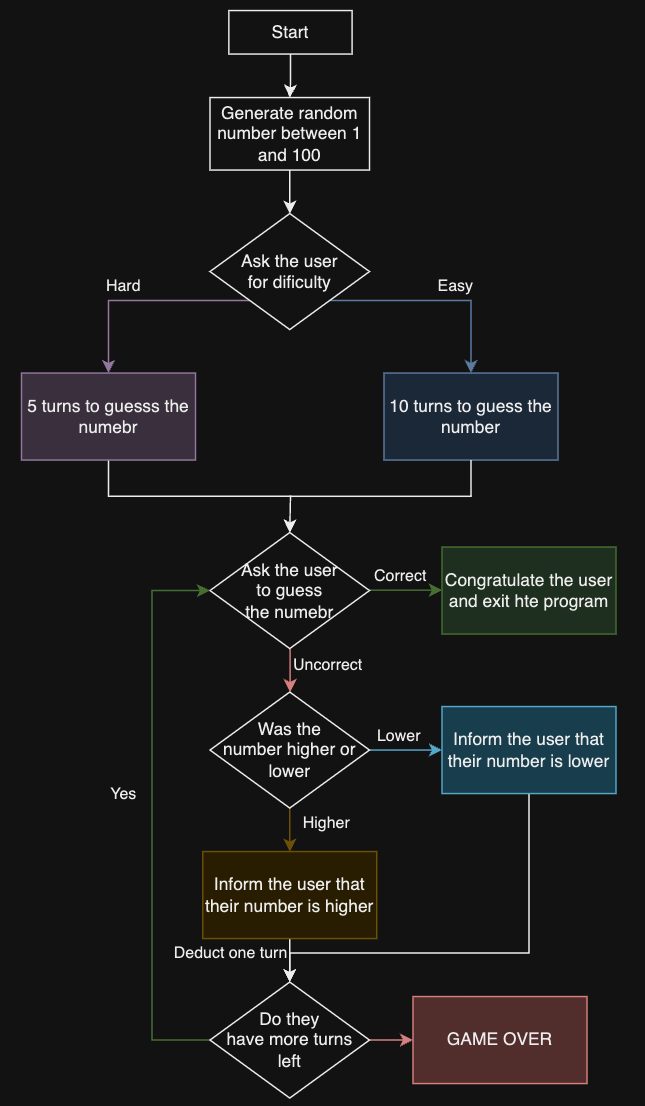 Start
Generate random
number between 1
and 100
Ask the user
for dificulty
Hard
Easy
5 turns to guesss the
numebr
10 turns to guess the
number
Ask the user
to guess
the numebr
Correct
Congratulate the user
and exit hte program
Uncorrect
Was the
number higher or
lower
Lower
Inform the user that
their number is lower
Yes
Higher
Inform the user that
their number is higher
Deduct one turn
Do they
have more turns
left
GAME OVER